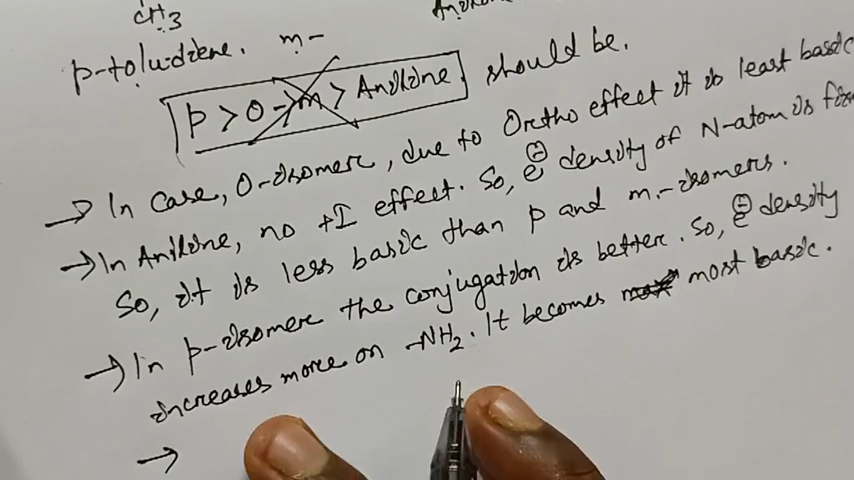 CH3
p-toluidiene. m-
p > O -> m > Aniline should be.
→ In Case, O-isomer, due to Ortho effect it is least basic
→ In Aniline, no +I effect. So, e⊖ density of N-atom is
So, it is less basic than p and m-isomers.
→ In p-isomer the conjugation is better. So, e⊖ density
increases more on -NH2. It becomes most basic.
→